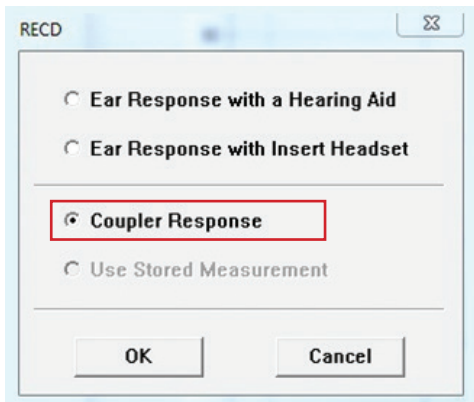 RECD
Ear Response with a Hearing Aid
Ear Response with Insert Headset
Coupler Response
Use Stored Measurement
OK Cancel